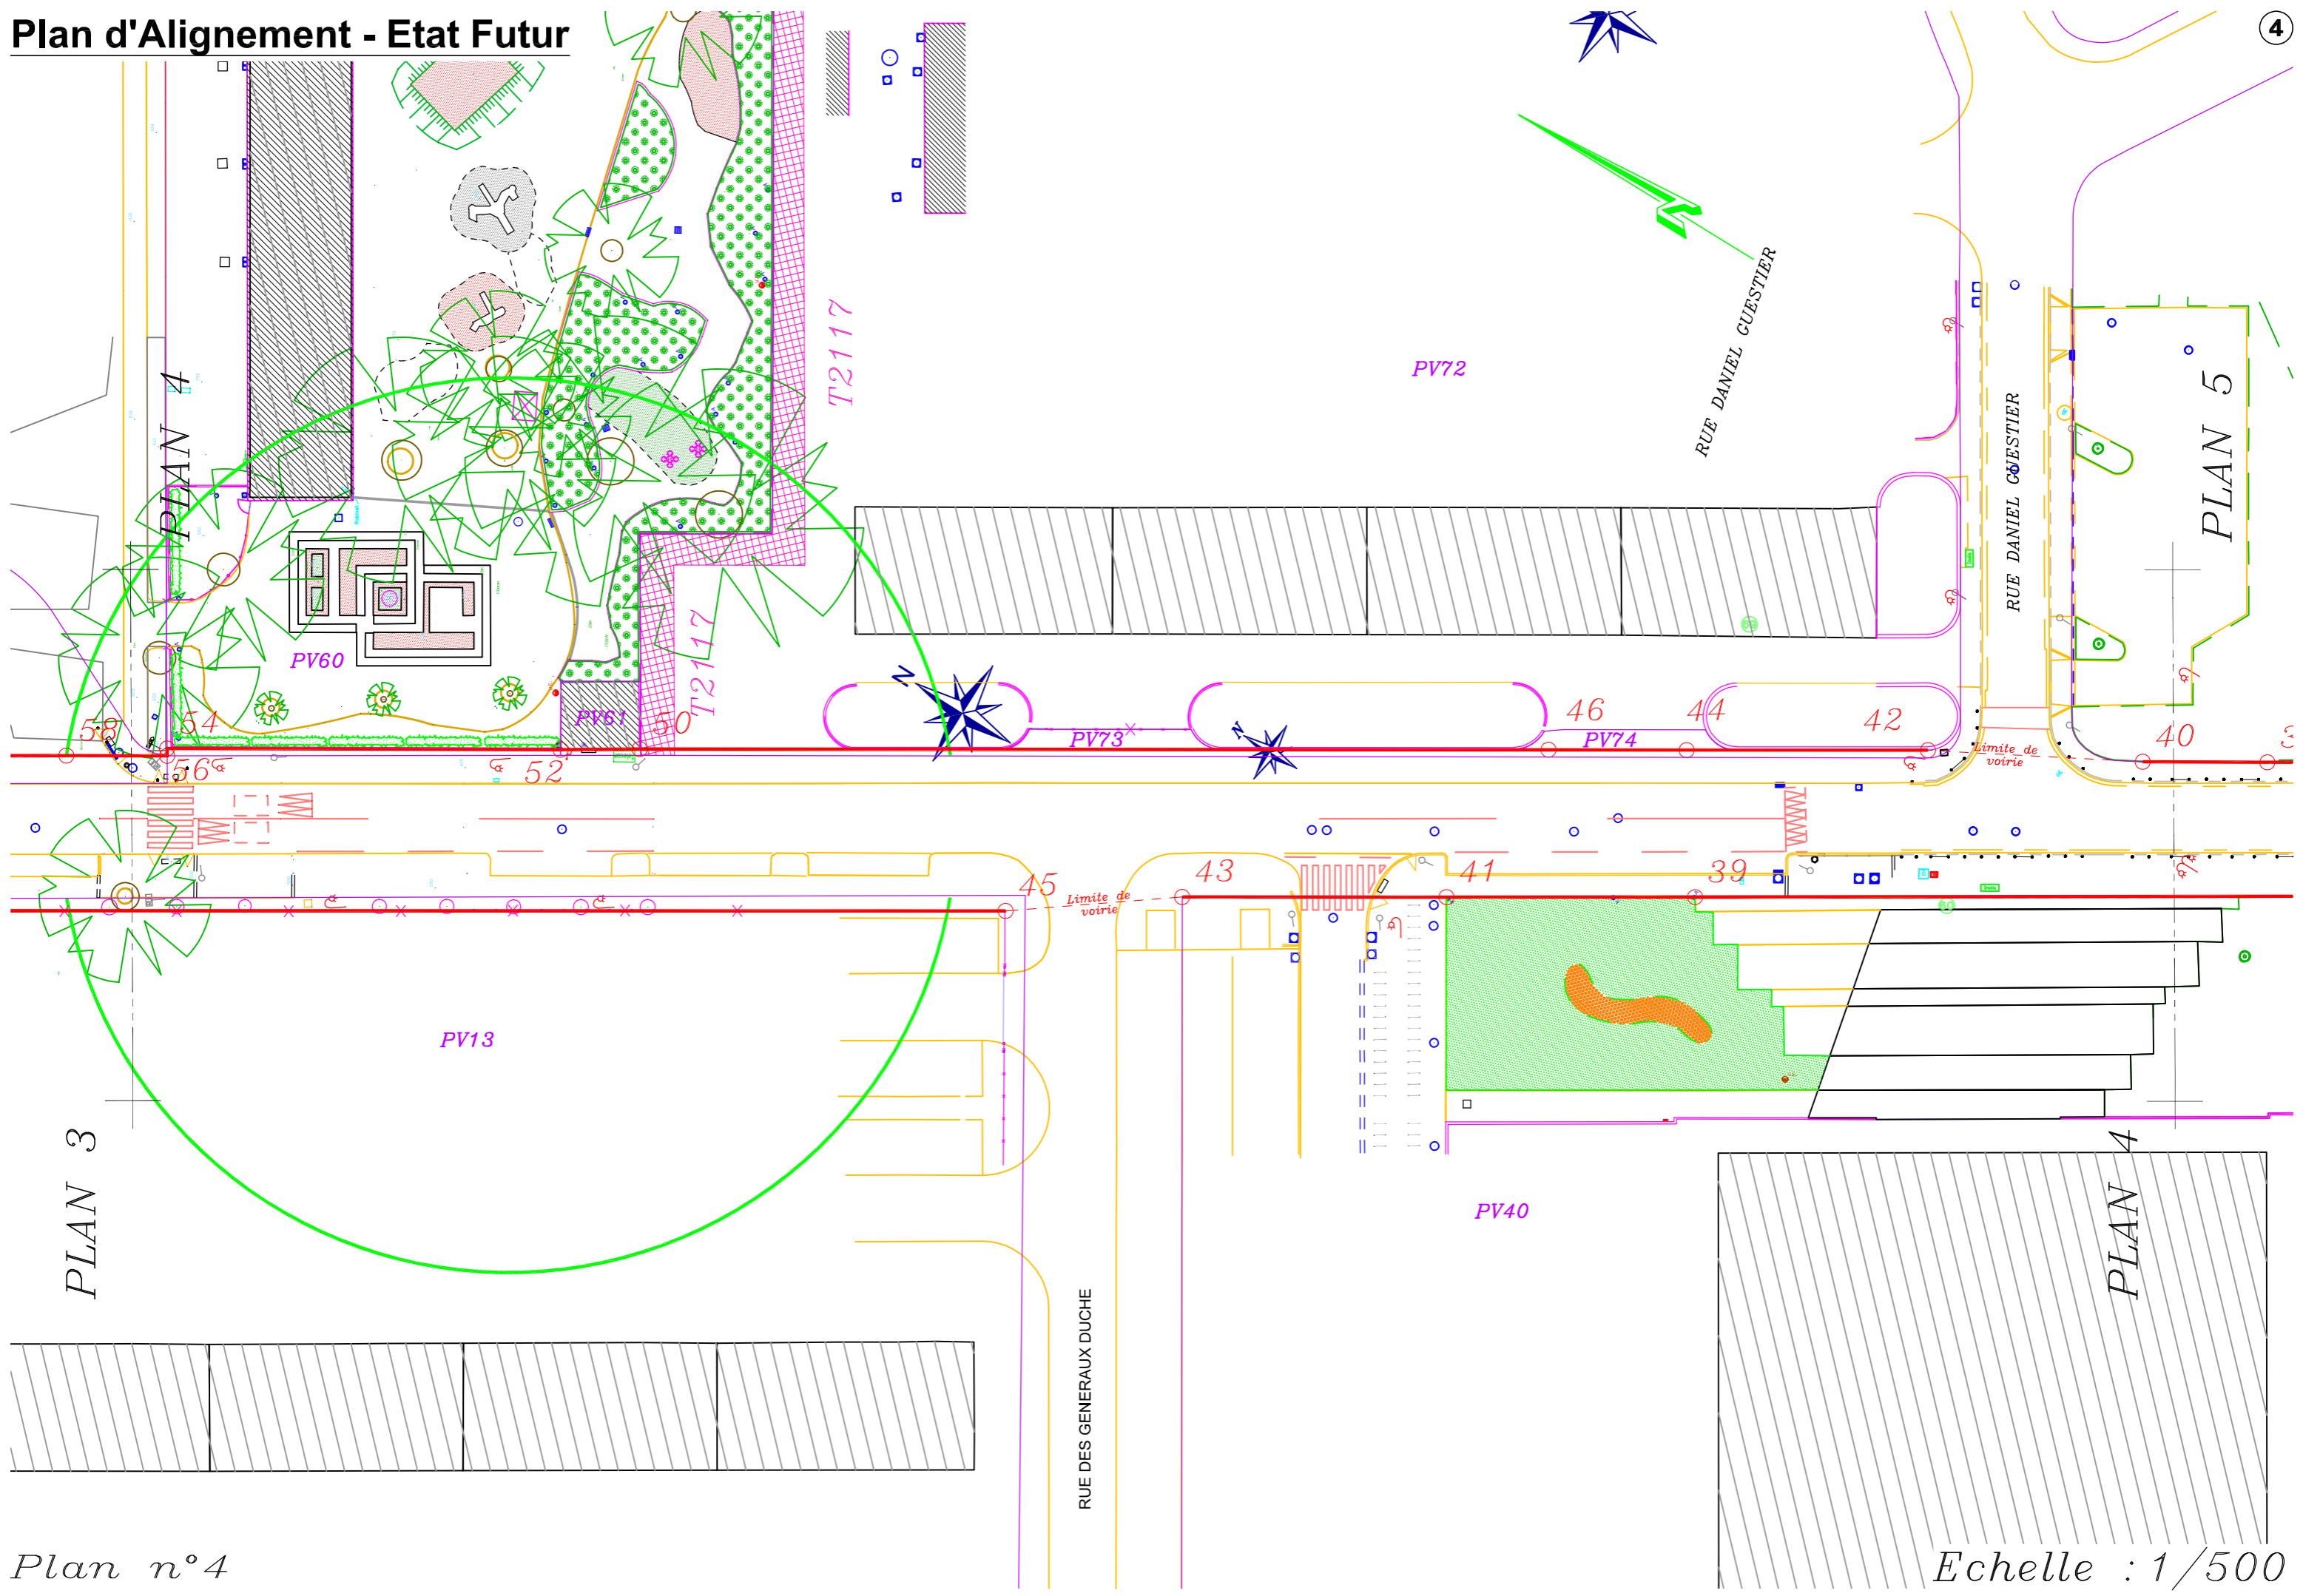 Plan d'Alignement - Etat Futur
4
T2117
PV72
RUE DANIEL GUESTIER
RUE DANIEL GUESTIER
PLAN 4
PLAN 5
T2117
PV60
PV61
N
N
58
54
50
46
44
42
40
PV73
PV74
56
52
Limite de
voirie
45
43
41
39
Limite de
voirie
PV13
PLAN 3
PLAN 4
PV40
RUE DES GENERAUX DUCHE
Plan n°4
Echelle : 1/500